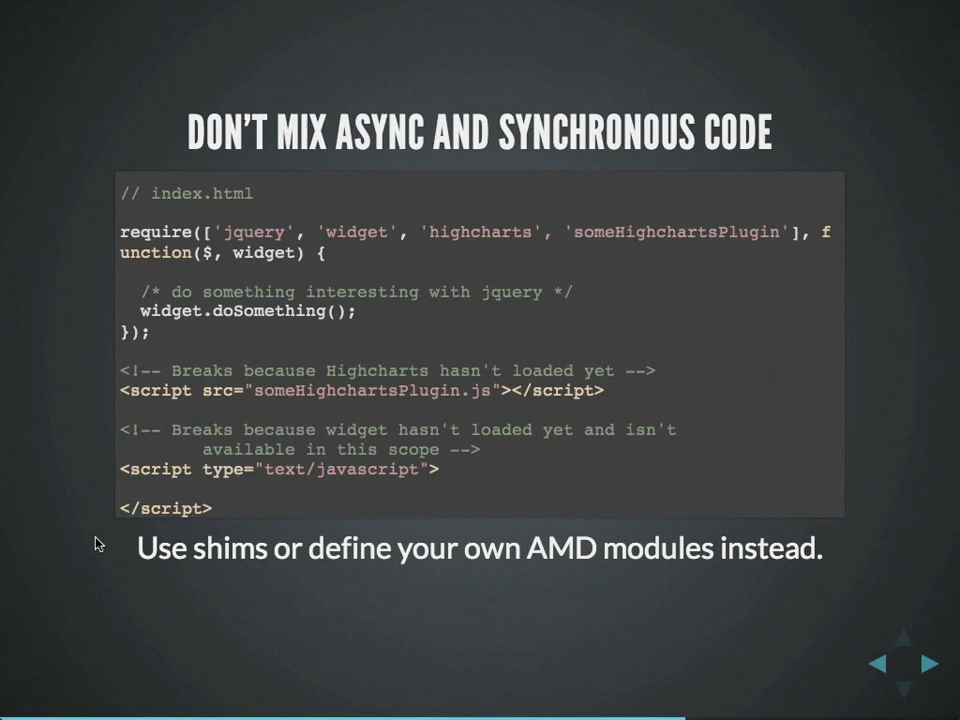 DON'T MIX ASYNC AND SYNCHRONOUS CODE
// index.html
require(['jquery', 'widget', 'highcharts', 'someHighchartsPlugin'], f
unction($, widget) {
/* do something interesting with jquery */
widget.doSomething();
});
<!-- Breaks because Highcharts hasn't loaded yet -->
<script src="someHighchartsPlugin.js"></script>
<!-- Breaks because widget hasn't loaded yet and isn't
available in this scope -->
<script type="text/javascript">
</script>
Use shims or define your own AMD modules instead.